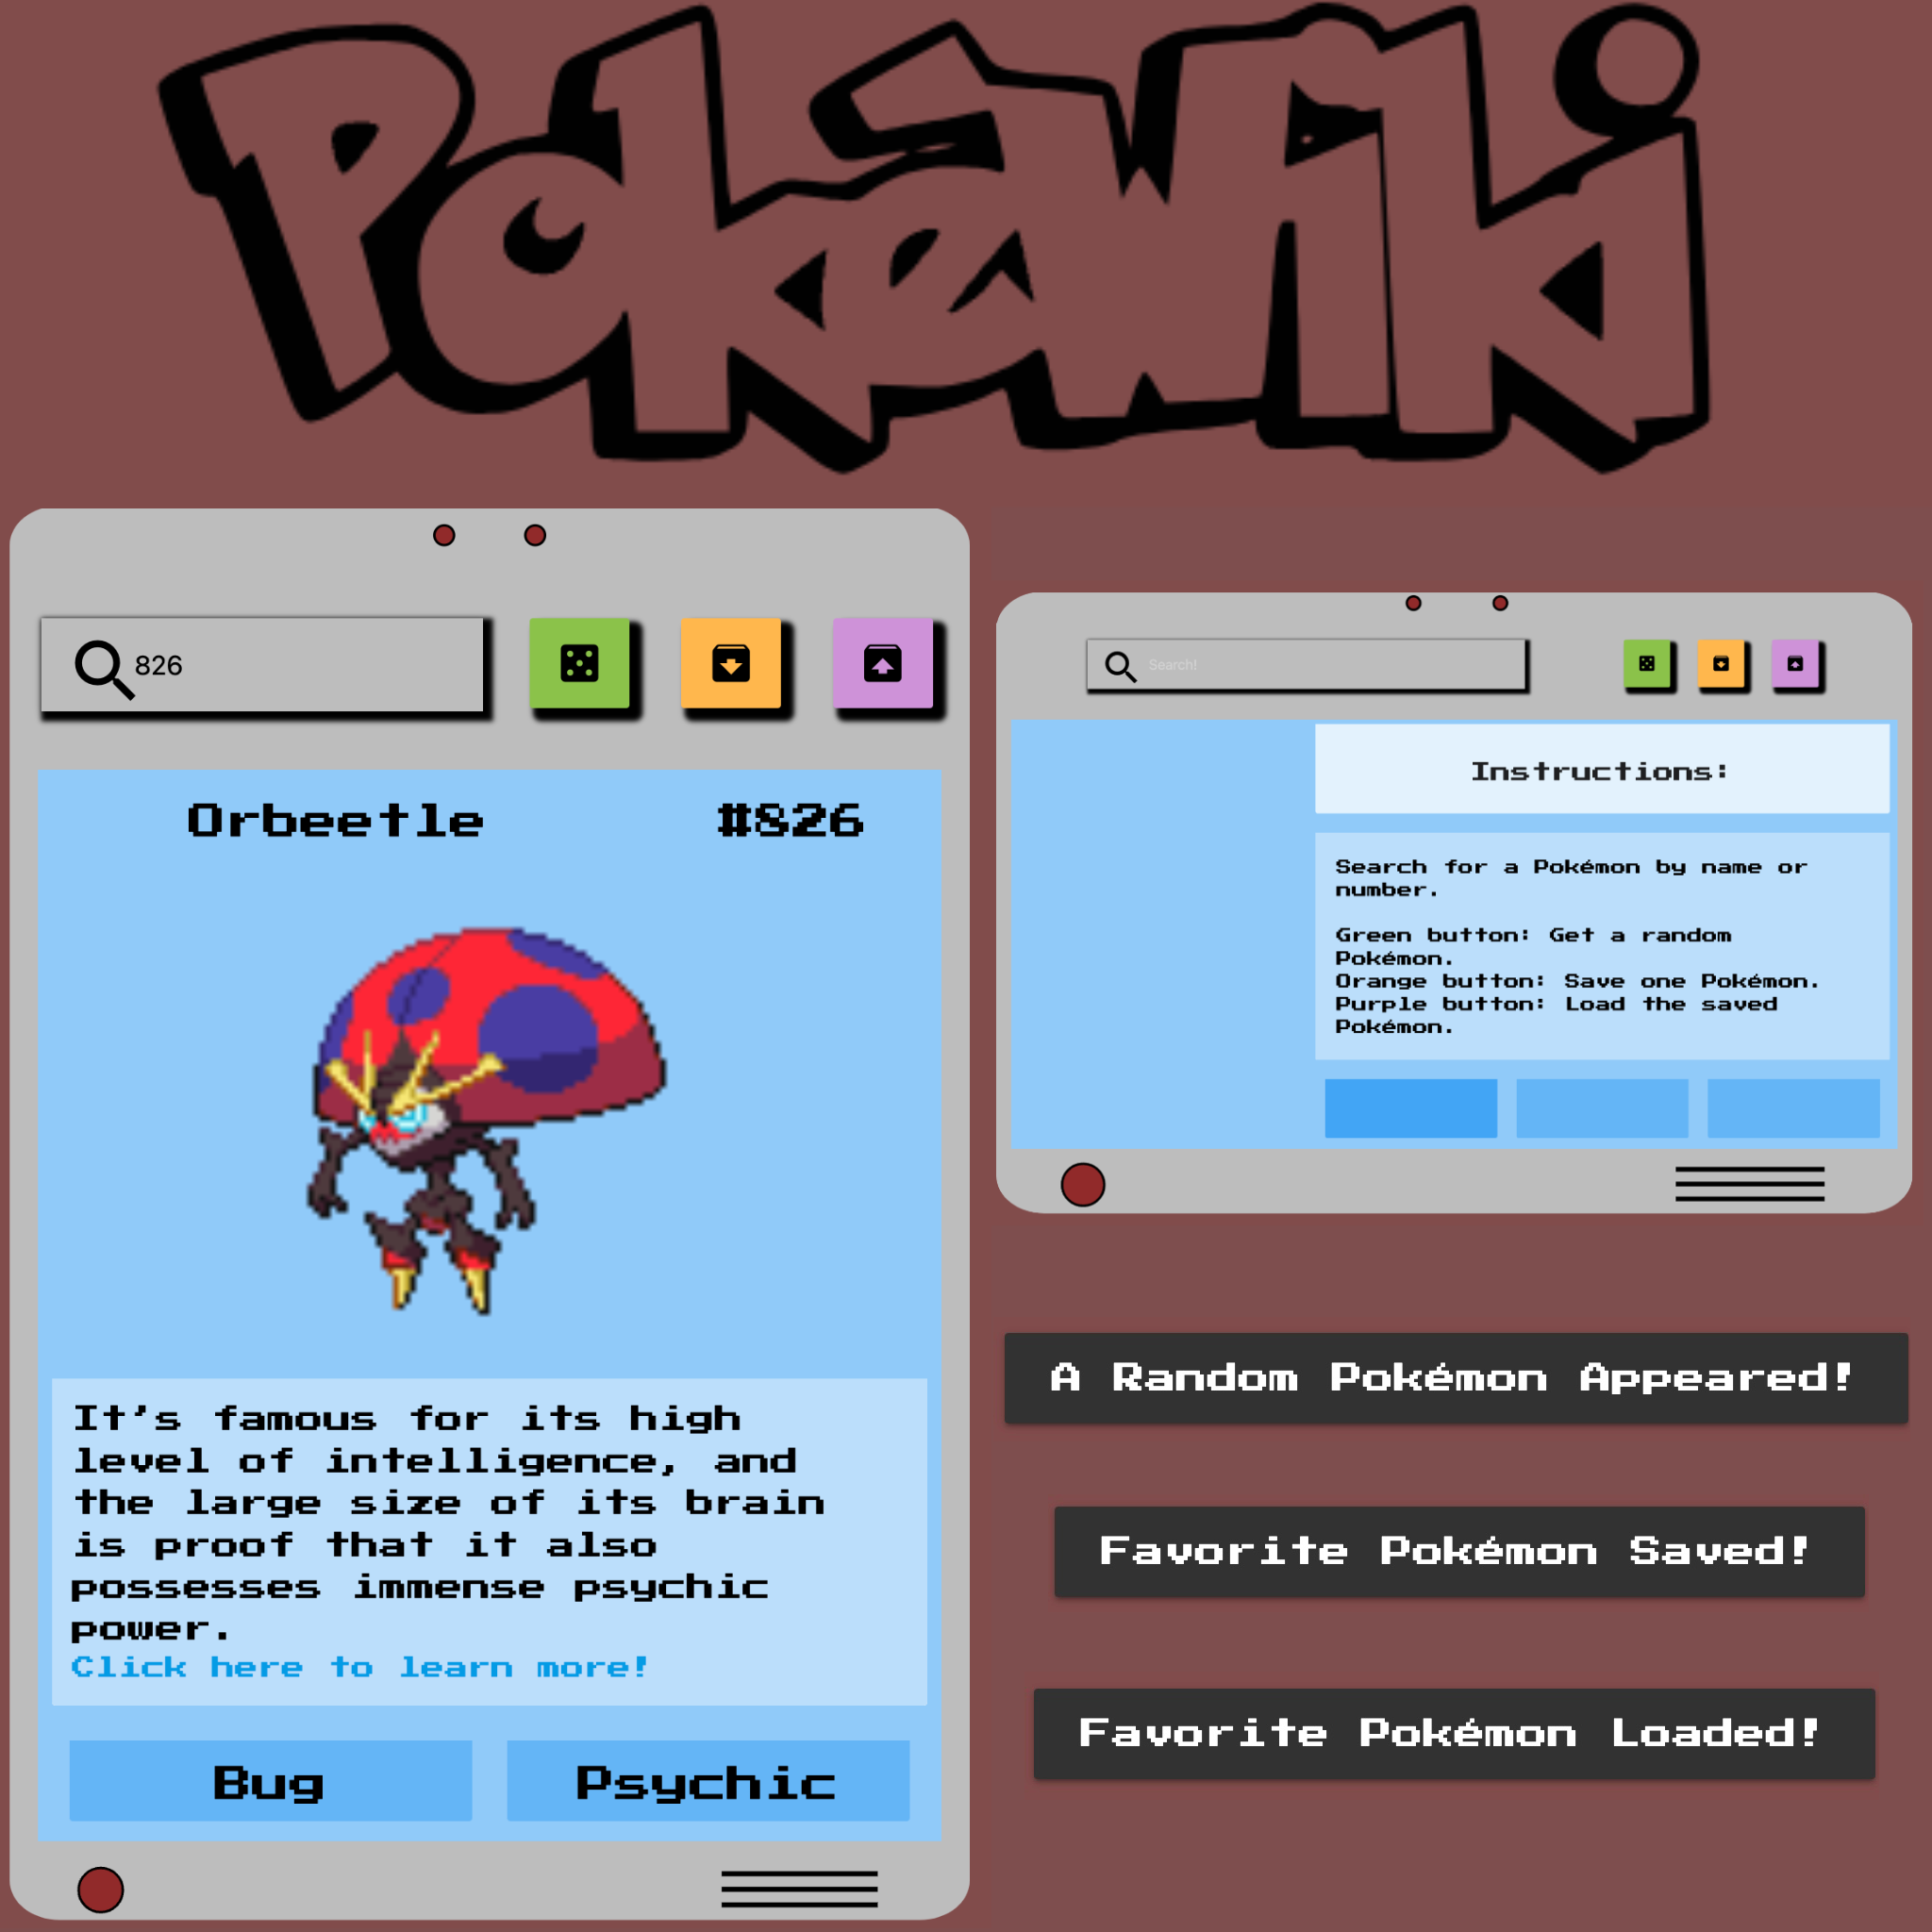 PokeWiki
826
Orbeetle #826
It's famous for its high
level of intelligence, and
the large size of its brain
is proof that it also
possesses immense psychic
power.
Click here to learn more!
Bug Psychic
Search!
Instructions:
Search for a Pokémon by name or
number.
Green button: Get a random
Pokémon.
Orange button: Save one Pokémon.
Purple button: Load the saved
Pokémon.
A Random Pokémon Appeared!
Favorite Pokémon Saved!
Favorite Pokémon Loaded!